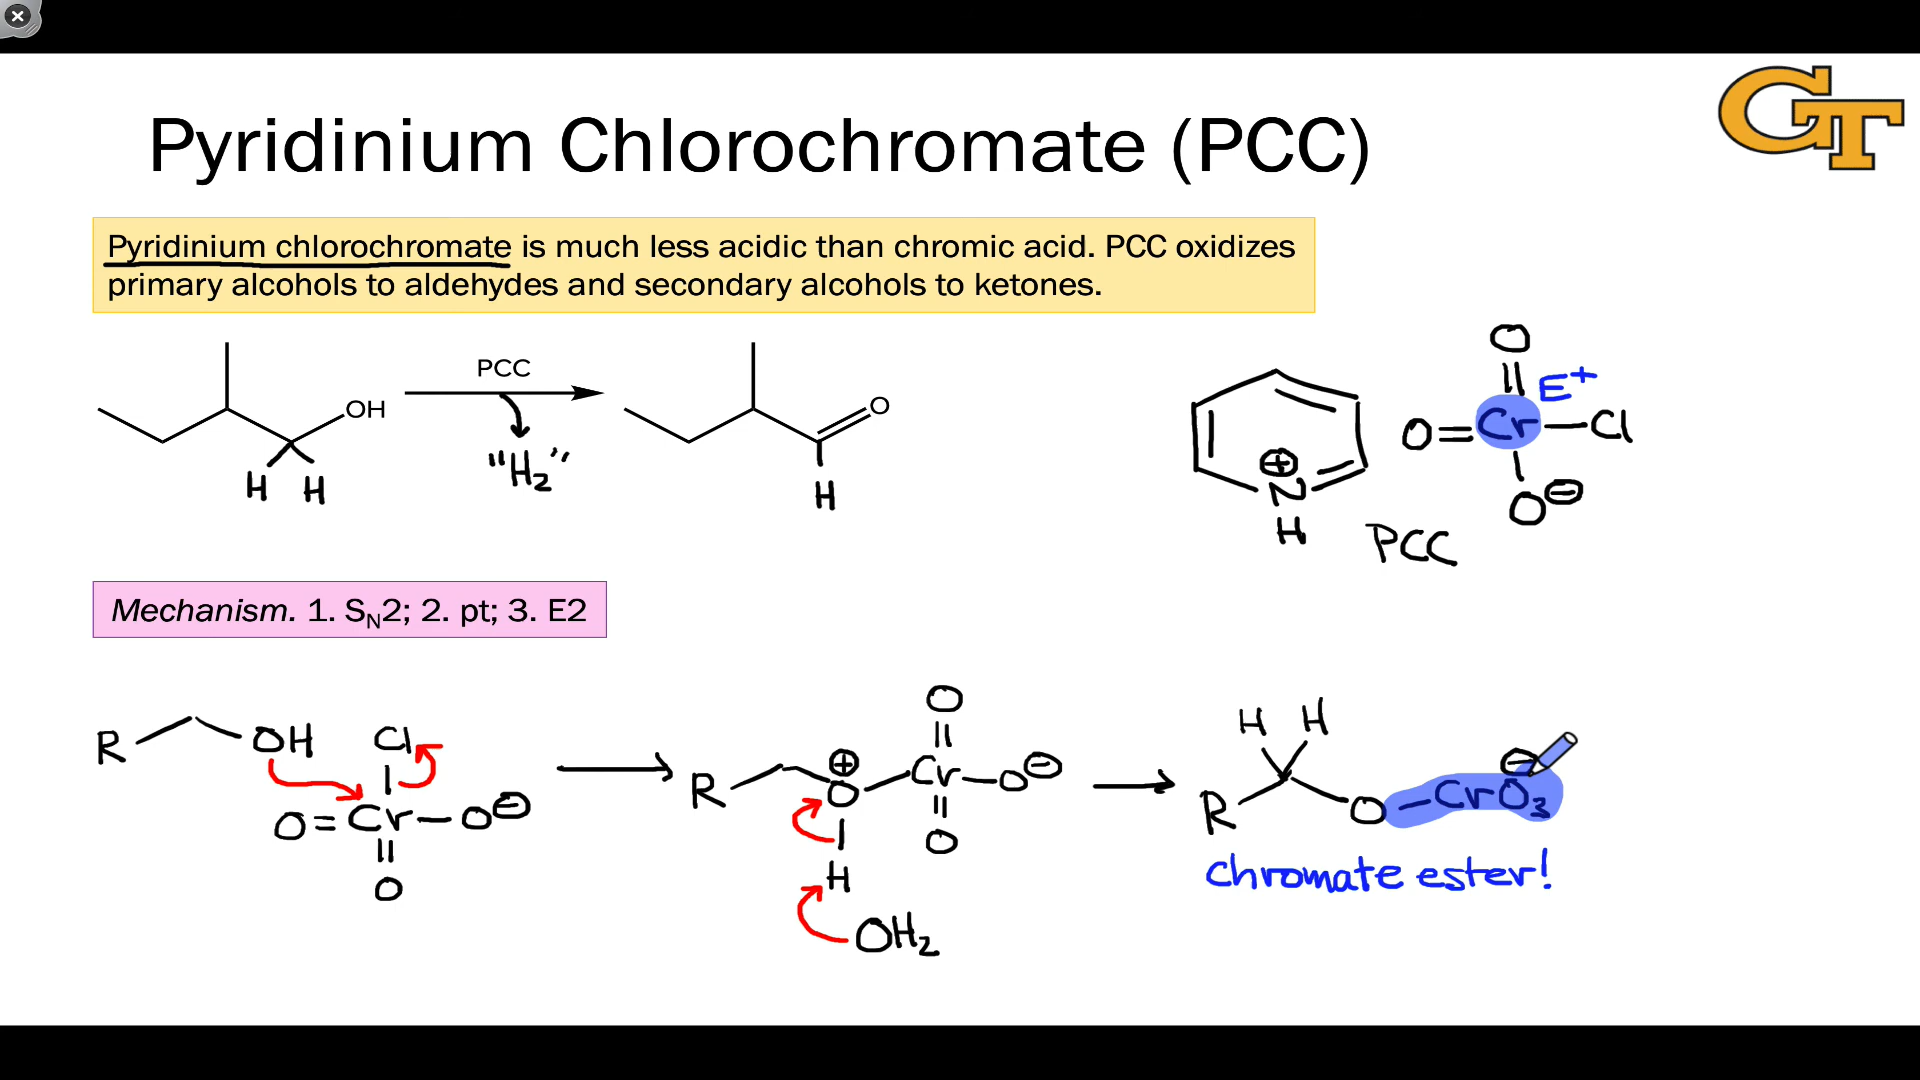 GT
Pyridinium Chlorochromate (PCC)
Pyridinium chlorochromate is much less acidic than chromic acid. PCC oxidizes
primary alcohols to aldehydes and secondary alcohols to ketones.
OH
H H
PCC
"H₂"
O
H
N
⊕
H
PCC
O
E⁺
O=Cr—Cl
O⊖
Mechanism. 1. SN2; 2. pt; 3. E2
R OH
Cl
O=Cr—O⊖
O
R O⊕
H
OH₂
O
Cr—O⊖
O
H H
R O—CrO₃⊖
chromate ester!